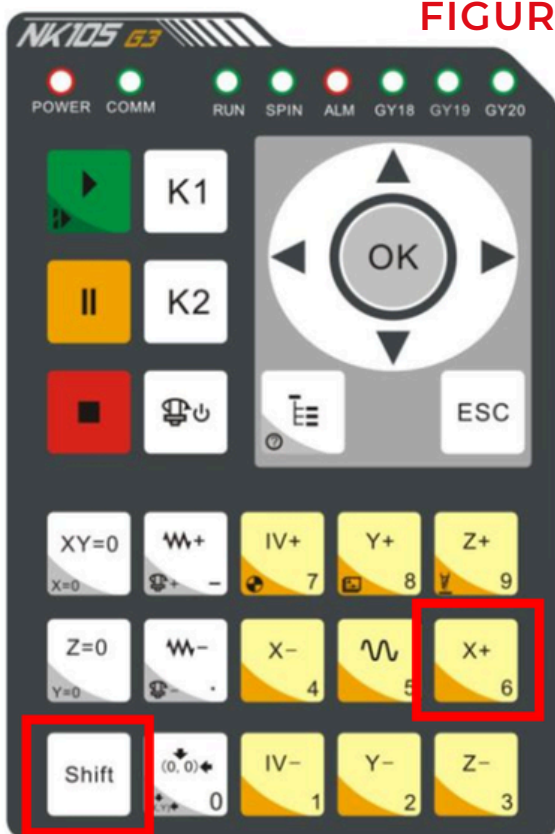 FIGUR
NK105 G3
POWER COMM RUN SPIN ALM GY18 GY19 GY20
K1
OK
K2
ESC
XY=0
X=0
+
+ −
IV+
7
Y+
8
Z+
9
Z=0
Y=0
−
− .
X−
4
5
X+
6
Shift
(0, 0)
0
IV−
1
Y−
2
Z−
3